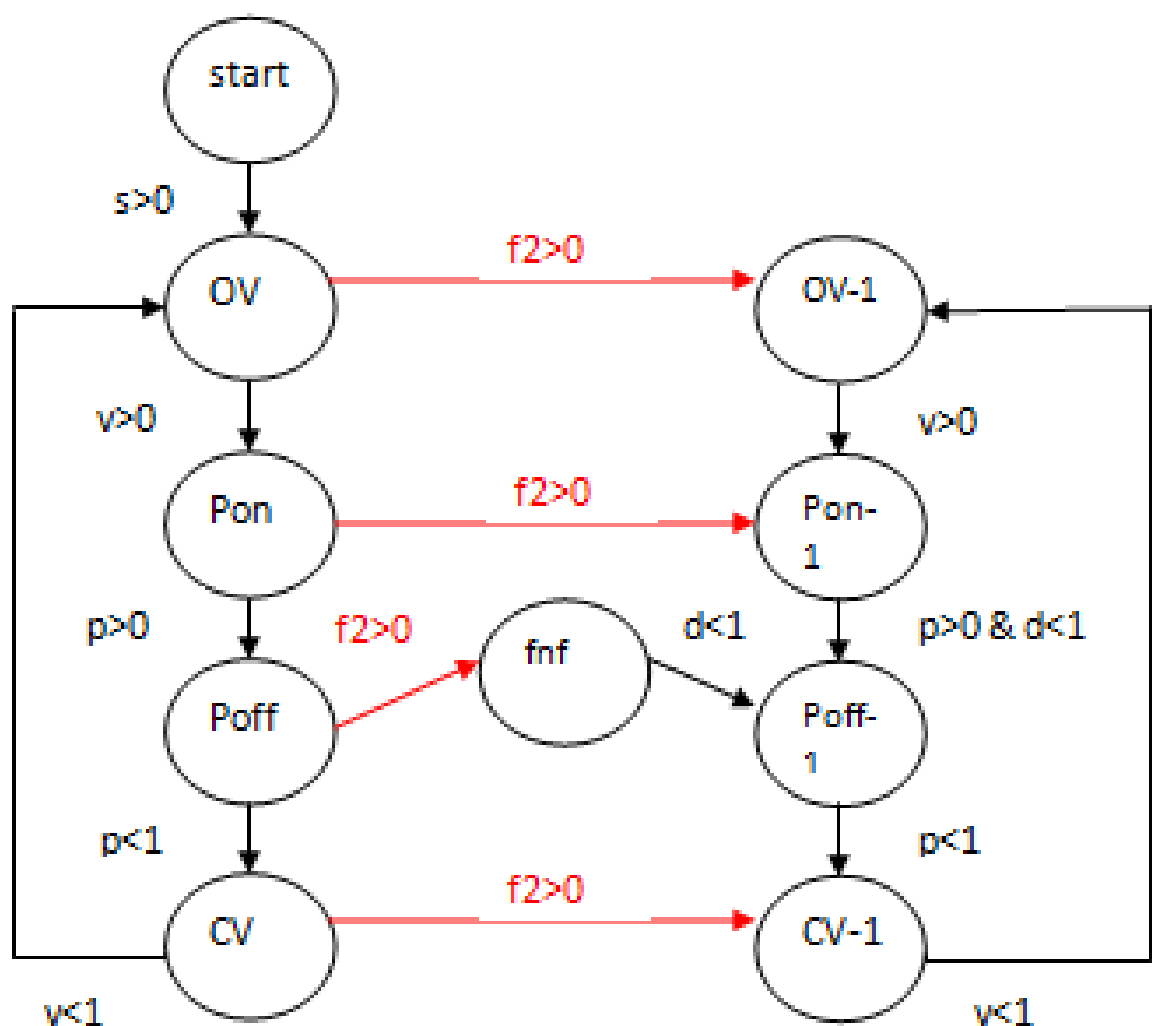 start
s>0
OV
f2>0
OV-1
v>0
v>0
Pon
f2>0
Pon-
1
p>0
f2>0
fnf
d<1
p>0 & d<1
Poff
Poff-
1
p<1
p<1
CV
f2>0
CV-1
v<1
v<1